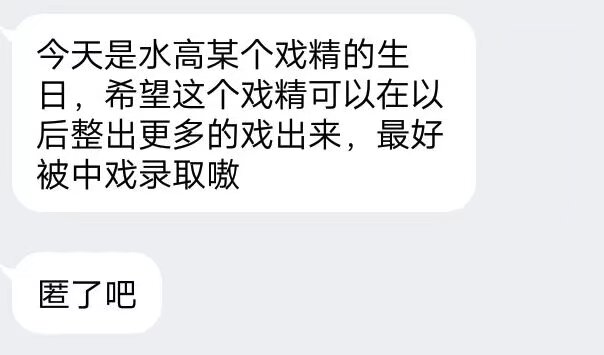 今天是水高某个戏精的生
日，希望这个戏精可以在以
后整出更多的戏出来，最好
被中戏录取嗷
匿了吧